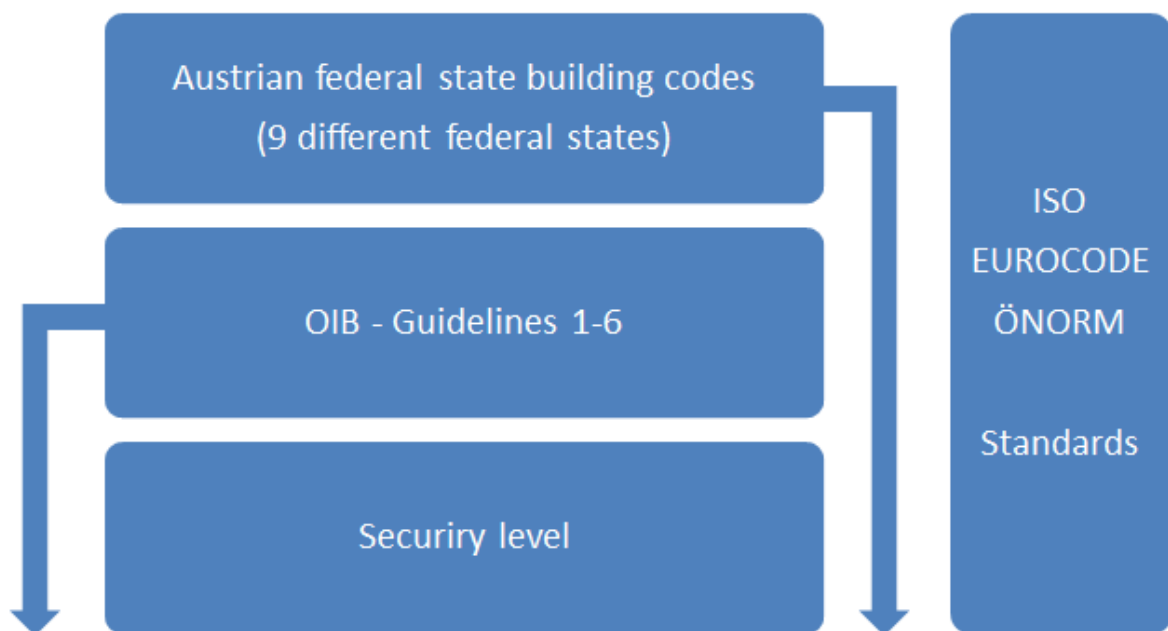 Austrian federal state building codes
(9 different federal states)
OIB - Guidelines 1-6
Securiry level
ISO
EUROCODE
ÖNORM
Standards